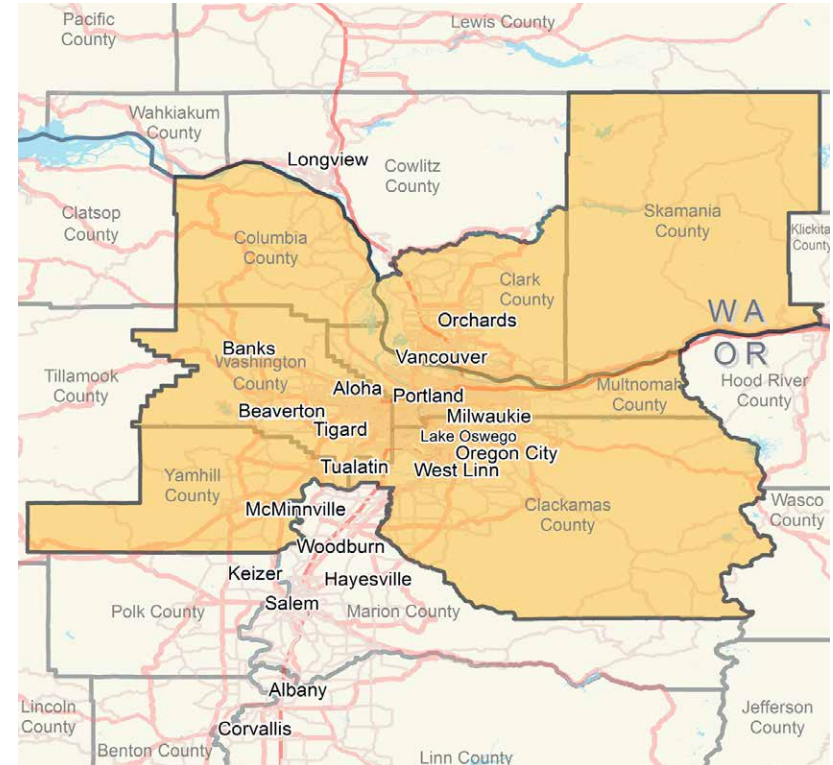 Pacific
County
Lewis County
Wahkiakum
County
Longview
Cowlitz
County
Clatsop
County
Columbia
County
Skamania
County
Klickita
County
Clark
County
Orchards
WA
OR
Banks
Washington
County
Vancouver
Tillamook
County
Aloha
Portland
Multnomah
County
Hood River
County
Beaverton
Milwaukie
Tigard
Lake Oswego
Oregon City
Tualatin
West Linn
Yamhill
County
McMinnville
Clackamas
County
Wasco
County
Woodburn
Keizer
Hayesville
Salem
Polk County
Marion County
Albany
Lincoln
County
Jefferson
County
Corvallis
Benton County
Linn County